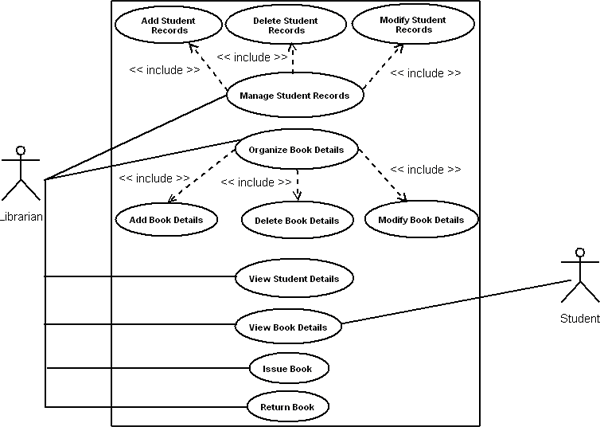 Add Student
Records
Delete Student
Records
Modify Student
Records
<< include >>
<< include >>
<< include >>
Manage Student Records
Organize Book Details
<< include >>
<< include >>
<< include >>
Add Book Details
Delete Book Details
Modify Book Details
Librarian
View Student Details
View Book Details
Student
Issue Book
Return Book